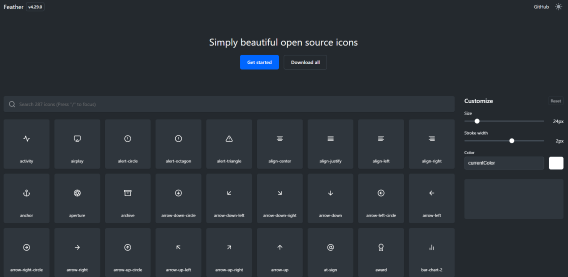 Feather v4.29.0 GitHub
Simply beautiful open source icons
Get started Download all
Search 287 icons (Press "/" to focus)
Customize Reset
Size
24px
Stroke width
2px
Color
currentColor
activity airplay alert-circle alert-octagon alert-triangle align-center align-justify align-left align-right
anchor aperture archive arrow-down-circle arrow-down-left arrow-down-right arrow-down arrow-left-circle arrow-left
arrow-right-circle arrow-right arrow-up-circle arrow-up-left arrow-up-right arrow-up at-sign award bar-chart-2